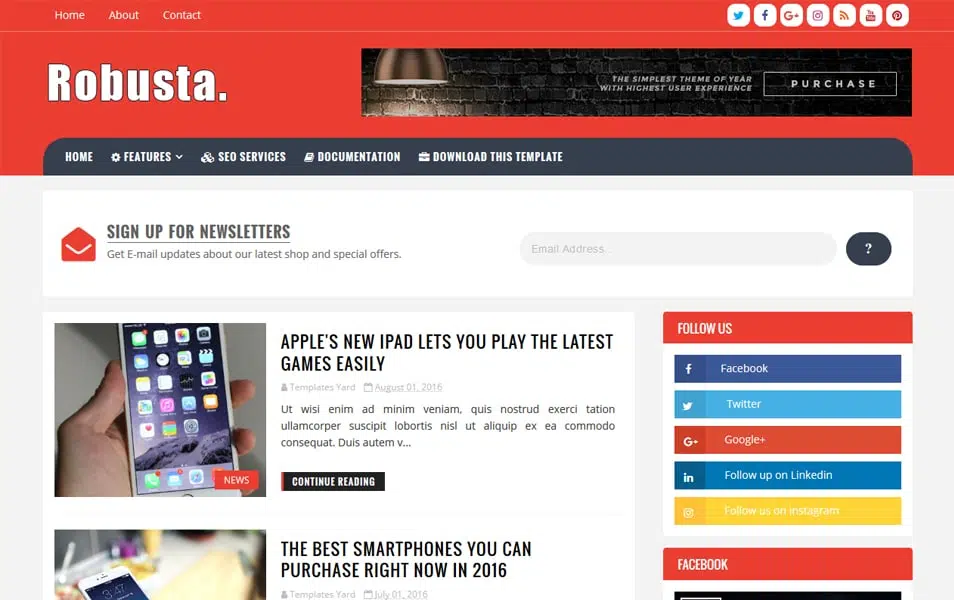 Home About Contact
Robusta.
THE SIMPLEST THEME OF YEAR
WITH HIGHEST USER EXPERIENCE
PURCHASE
HOME FEATURES SEO SERVICES DOCUMENTATION DOWNLOAD THIS TEMPLATE
SIGN UP FOR NEWSLETTERS
Get E-mail updates about our latest shop and special offers.
Email Address...
?
APPLE'S NEW IPAD LETS YOU PLAY THE LATEST
GAMES EASILY
Templates Yard August 01, 2016
Ut wisi enim ad minim veniam, quis nostrud exerci tation
ullamcorper suscipit lobortis nisl ut aliquip ex ea commodo
consequat. Duis autem v...
NEWS
CONTINUE READING
THE BEST SMARTPHONES YOU CAN
PURCHASE RIGHT NOW IN 2016
Templates Yard July 01, 2016
3:47
FOLLOW US
Facebook
Twitter
Google+
Follow up on Linkedin
Follow us on instagram
FACEBOOK